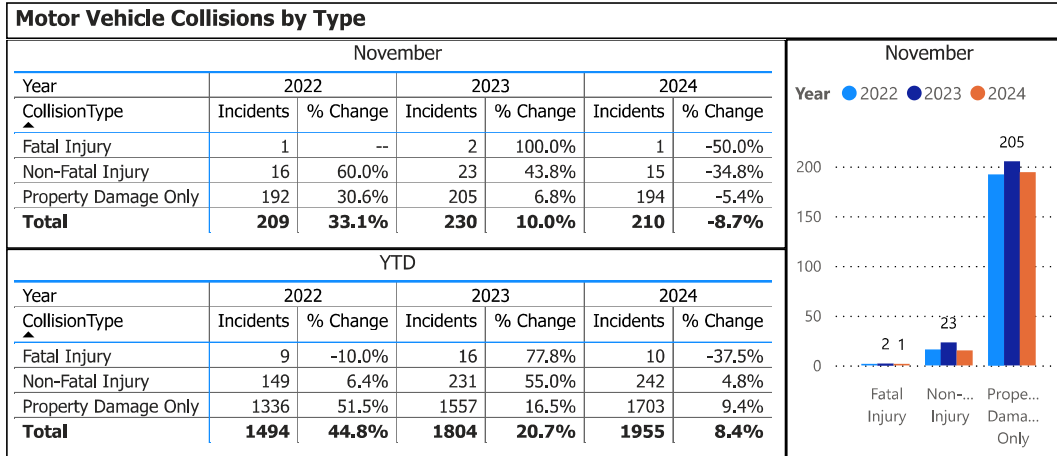 Motor Vehicle Collisions by Type
November
Year 2022 2023 2024
CollisionType Incidents % Change Incidents % Change Incidents % Change
Fatal Injury 1 -- 2 100.0% 1 -50.0%
Non-Fatal Injury 16 60.0% 23 43.8% 15 -34.8%
Property Damage Only 192 30.6% 205 6.8% 194 -5.4%
Total 209 33.1% 230 10.0% 210 -8.7%
YTD
Year 2022 2023 2024
CollisionType Incidents % Change Incidents % Change Incidents % Change
Fatal Injury 9 -10.0% 16 77.8% 10 -37.5%
Non-Fatal Injury 149 6.4% 231 55.0% 242 4.8%
Property Damage Only 1336 51.5% 1557 16.5% 1703 9.4%
Total 1494 44.8% 1804 20.7% 1955 8.4%
November
Year 2022 2023 2024
205
200
150
100
50
23
2 1
0
Fatal Non-... Prope...
Injury Injury Dama...
Only